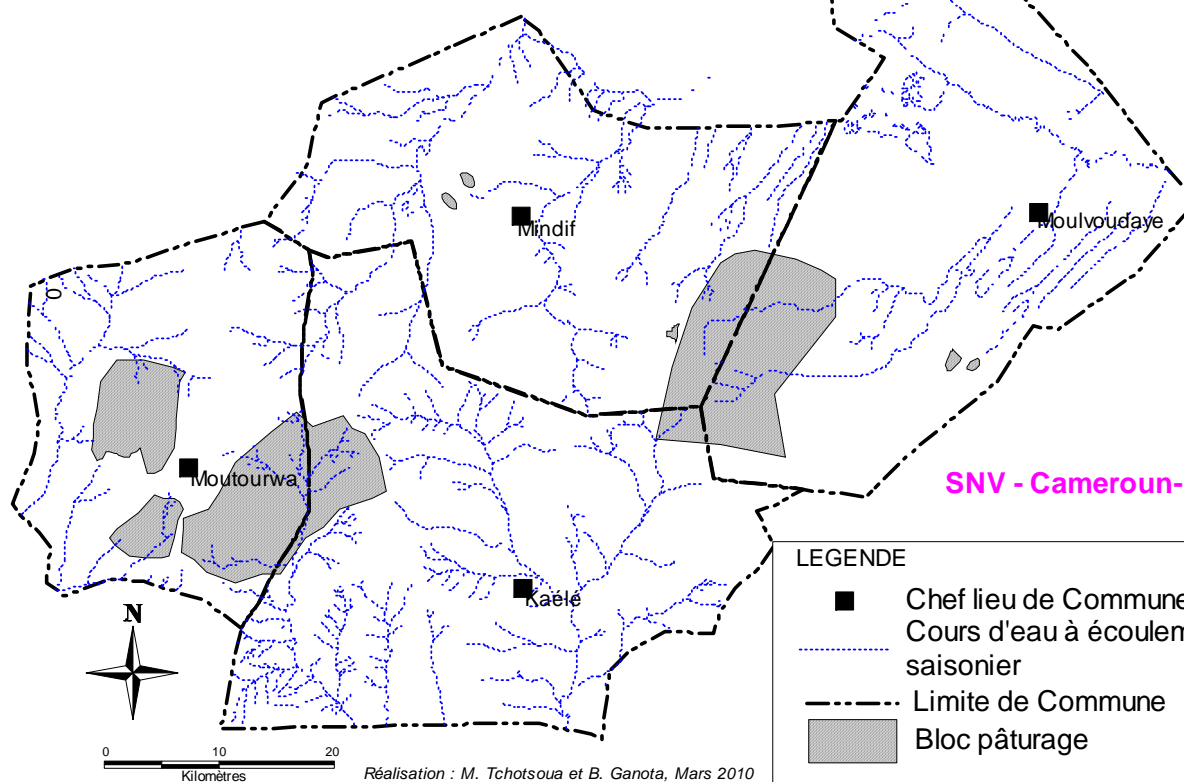 Mindif
Moulvoudaye
0
Moutourwa
SNV - Cameroun-
Kaélé
LEGENDE
Chef lieu de Commune
Cours d'eau à écoulem
saisonier
Limite de Commune
Bloc pâturage
N
0 10 20
Kilomètres
Réalisation : M. Tchotsoua et B. Ganota, Mars 2010